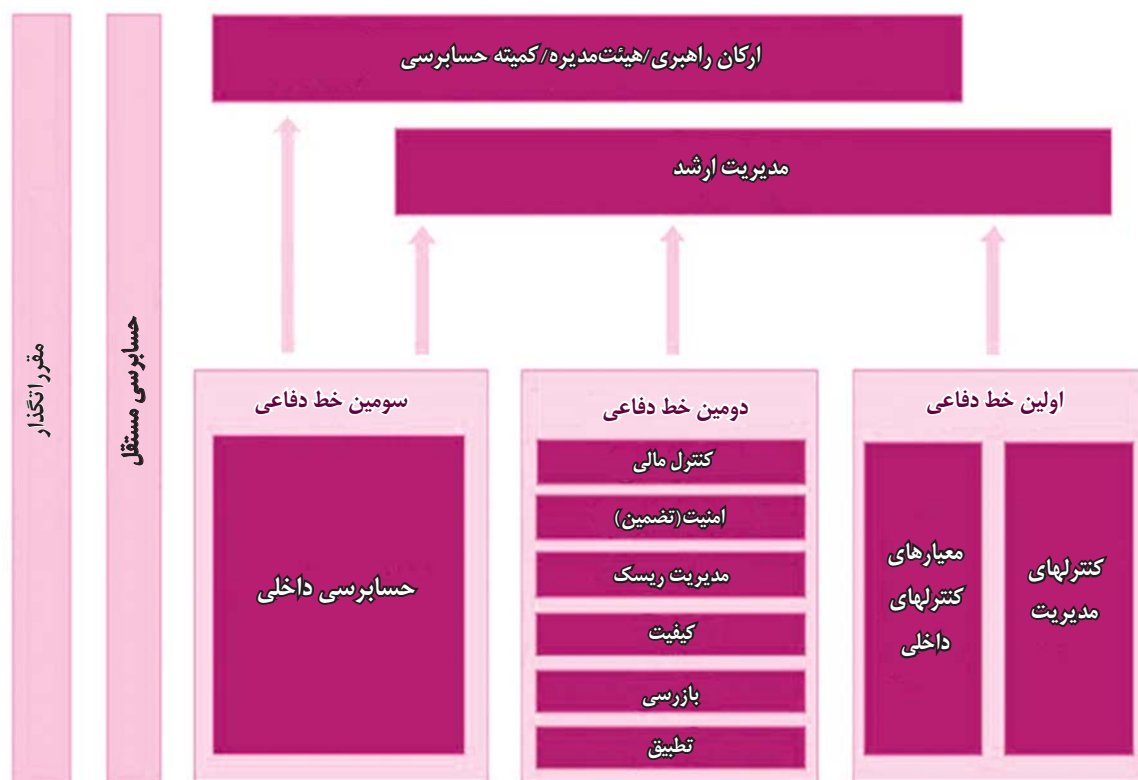 ارکان راهبری/هیئت‌مدیره/کمیته حسابرسی
مدیریت ارشد
اولین خط دفاعی
کنترلهای
مدیریت
معیارهای
کنترلهای
داخلی
دومین خط دفاعی
کنترل مالی
امنیت(تضمین)
مدیریت ریسک
کیفیت
بازرسی
تطبیق
سومین خط دفاعی
حسابرسی داخلی
حسابرسی مستقل
مقرراتگذار